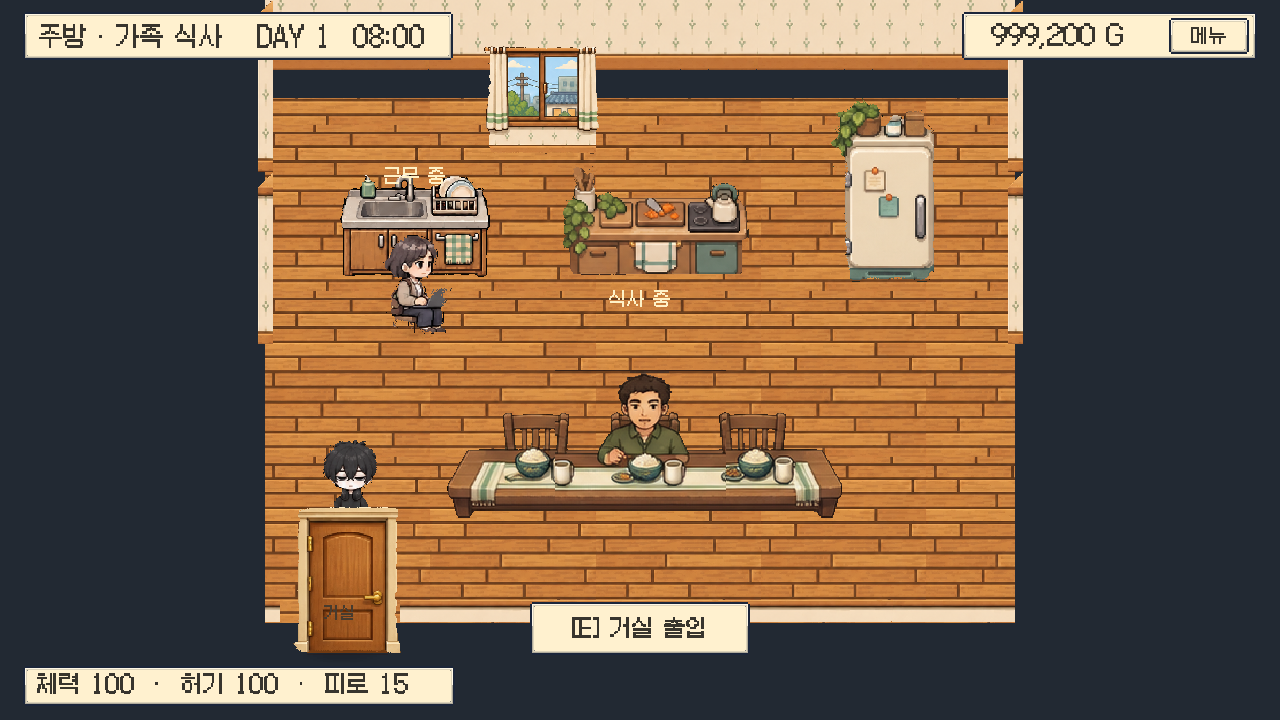 주방 · 가족 식사 DAY 1 08:00
999,200 G
메뉴
근무 중
식사 중
거실
[E] 거실 출입
체력 100 · 허기 100 · 피로 15